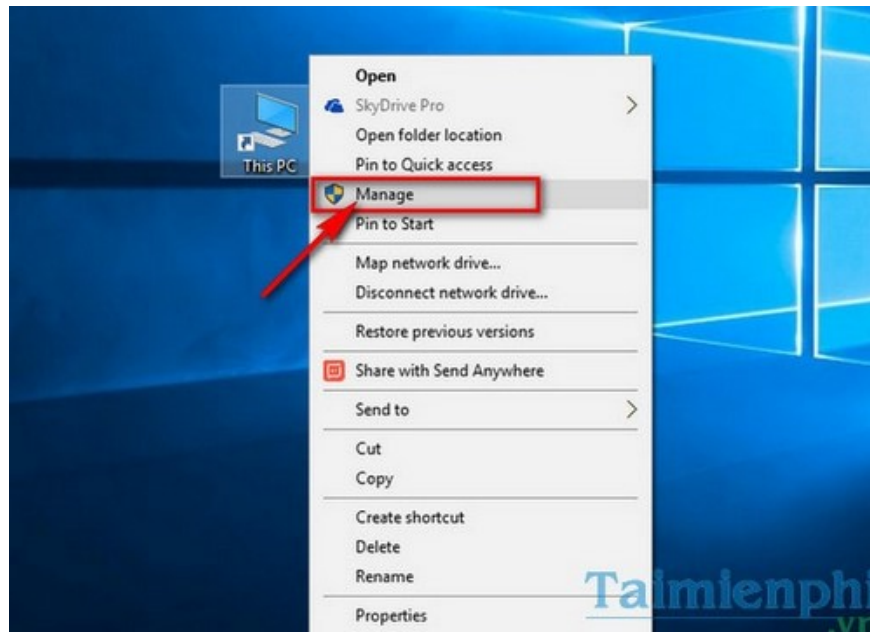 This PC
Open
SkyDrive Pro
Open folder location
Pin to Quick access
Manage
Pin to Start
Map network drive...
Disconnect network drive...
Restore previous versions
Share with Send Anywhere
Send to
Cut
Copy
Create shortcut
Delete
Rename
Properties
Taimienphi
.vn